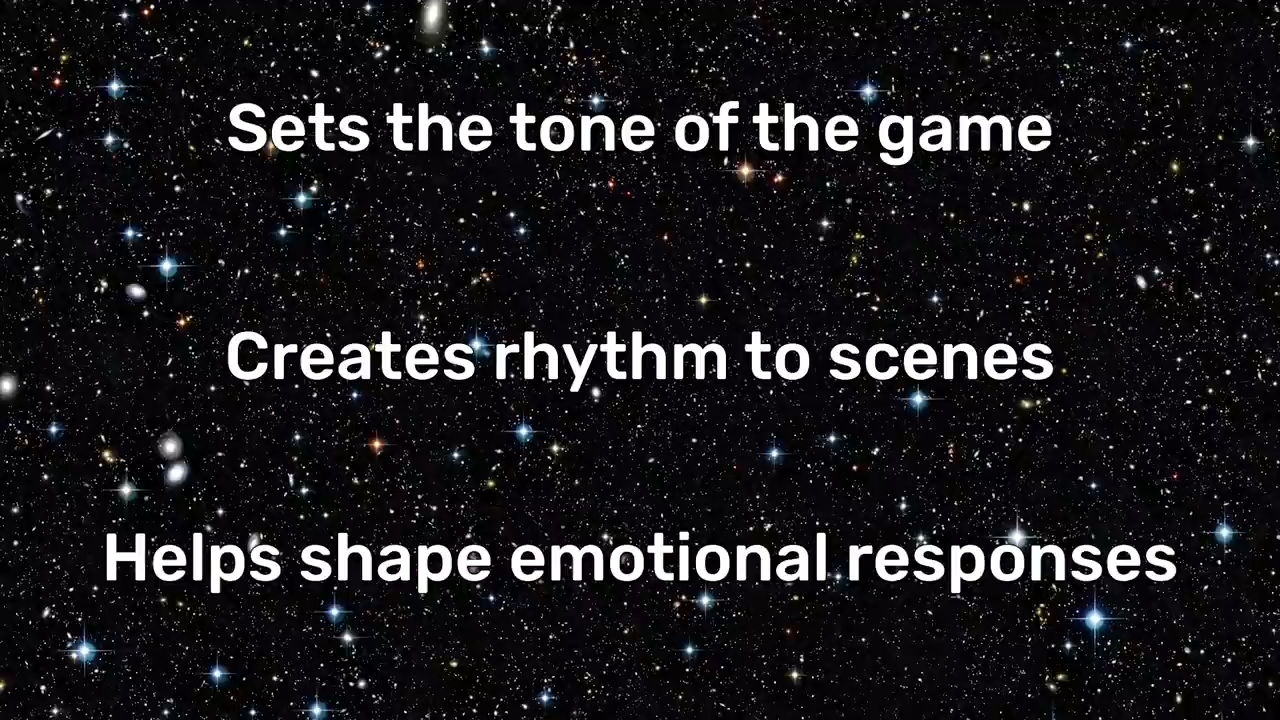 Sets the tone of the game
Creates rhythm to scenes
Helps shape emotional responses